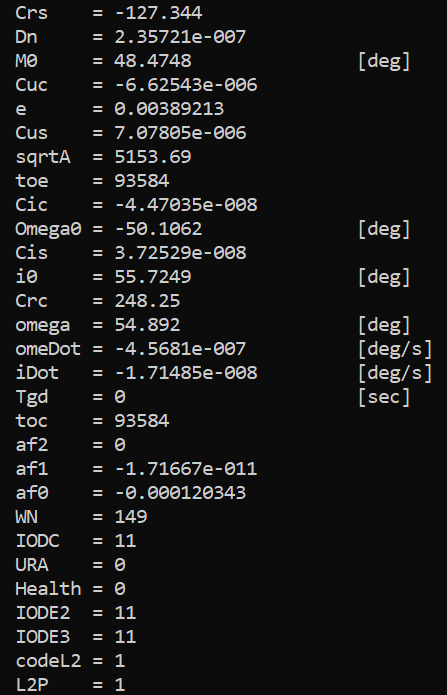 Crs = -127.344
Dn = 2.35721e-007
M0 = 48.4748 [deg]
Cuc = -6.62543e-006
e = 0.00389213
Cus = 7.07805e-006
sqrtA = 5153.69
toe = 93584
Cic = -4.47035e-008
Omega0 = -50.1062 [deg]
Cis = 3.72529e-008
i0 = 55.7249 [deg]
Crc = 248.25
omega = 54.892 [deg]
omeDot = -4.5681e-007 [deg/s]
iDot = -1.71485e-008 [deg/s]
Tgd = 0 [sec]
toc = 93584
af2 = 0
af1 = -1.71667e-011
af0 = -0.000120343
WN = 149
IODC = 11
URA = 0
Health = 0
IODE2 = 11
IODE3 = 11
codeL2 = 1
L2P = 1